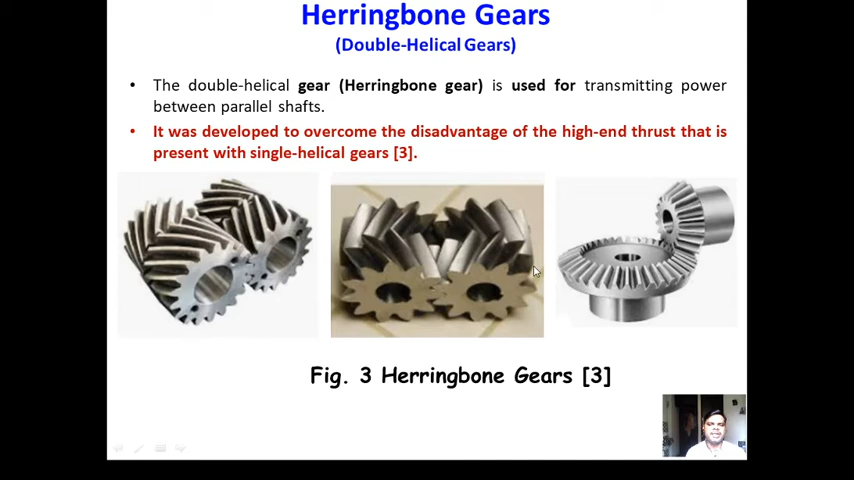 Herringbone Gears
(Double-Helical Gears)
• The double-helical gear (Herringbone gear) is used for transmitting power
between parallel shafts.
• It was developed to overcome the disadvantage of the high-end thrust that is
present with single-helical gears [3].
Fig. 3 Herringbone Gears [3]